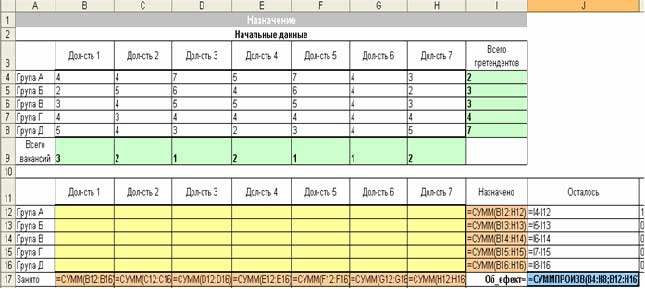 A B C D E F G H I J
1 Назначение
2 Начальные данные
3 Дол-сть 1 Дол-сть 2 Дол-сть 3 Дол-сть 4 Дол-сть 5 Дол-сть 6 Дол-сть 7 Всего претендентов
4 Група А 4 4 7 5 7 4 3 2
5 Група Б 2 5 6 4 6 4 2 3
6 Група В 3 4 5 5 5 4 3 3
7 Група Г 4 3 4 4 4 4 4 4
8 Група Д 5 4 3 2 3 4 5 7
9 Всего вакансий 3 2 1 2 1 1 2
10
11 Дол-сть 1 Дол-сть 2 Дол-сть 3 Дол-сть 4 Дол-сть 5 Дол-сть 6 Дол-сть 7 Назначено Осталось
12 Група А =СУММ(B12:H12) =I4-I12
13 Група Б =СУММ(B13:H13) =I5-I13
14 Група В =СУММ(B14:H14) =I6-I14
15 Група Г =СУММ(B15:H15) =I7-I15
16 Група Д =СУММ(B16:H16) =I8-I16
17 Занято =СУММ(B12:B16) =СУММ(C12:C16) =СУММ(D12:D16) =СУММ(E12:E16) =СУММ(F12:F16) =СУММ(G12:G16) =СУММ(H12:H16) Об_ефект= =СУММПРОИЗВ(B4:H8;B12:H16